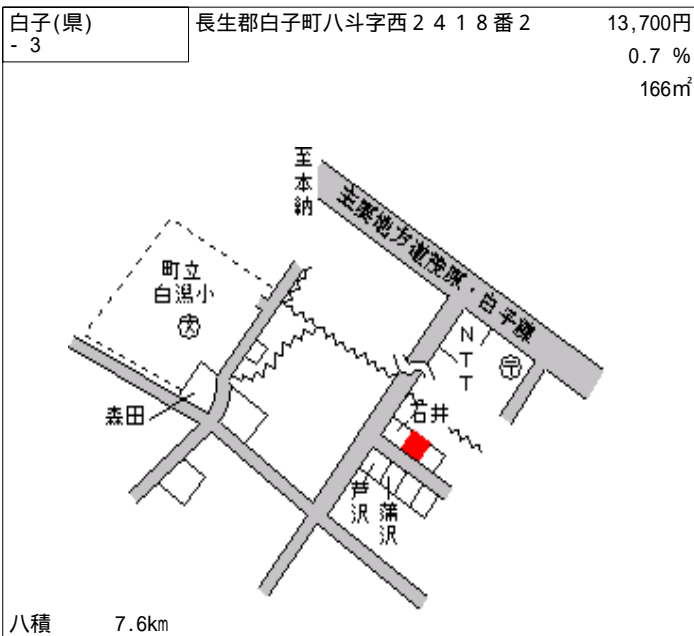 白子(県)
- 3
長生郡白子町八斗字西２４１８番２
13,700円
0.7 %
166㎡
至本納
主要地方道茂原・白子線
町立
白潟小
文
NTT
〒
石井
森田
芦沢
蒲沢
八積 7.6km